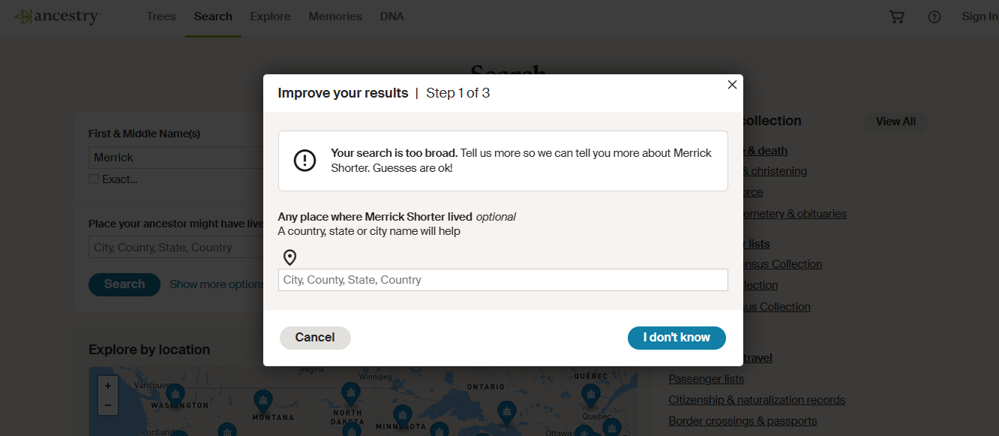 ancestry
Trees
Search
Explore
Memories
DNA
Sign In
Search
Improve your results | Step 1 of 3
Your search is too broad. Tell us more so we can tell you more about Merrick
Shorter. Guesses are ok!
Any place where Merrick Shorter lived optional
A country, state or city name will help
City, County, State, Country
Cancel
I don't know
First & Middle Name(s)
Merrick
Exact...
Place your ancestor might have live
City, County, State, Country
Search
Show more options
Explore by location
+
−
Regina
Winnipeg
Vancouver
WASHINGTON
MONTANA
NORTH
DAKOTA
MINNESOTA
ONTARIO
QUÉBEC
Quebec
Ottawa
Portland
collection
View All
& death
& christening
orce
emetery & obituaries
lists
ensus Collection
llection
sus Collection
travel
Passenger lists
Citizenship & naturalization records
Border crossings & passports